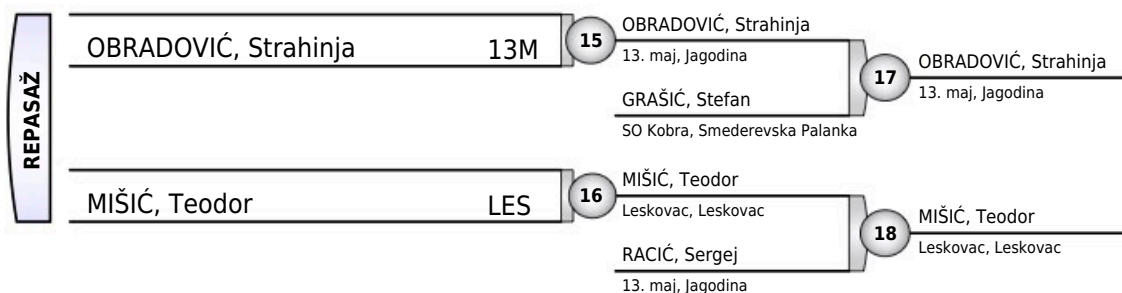 REPASAŽ
OBRADOVIĆ, Strahinja 13M
15
OBRADOVIĆ, Strahinja
13. maj, Jagodina
GRAŠIĆ, Stefan
SO Kobra, Smederevska Palanka
17
OBRADOVIĆ, Strahinja
13. maj, Jagodina
MIŠIĆ, Teodor LES
16
MIŠIĆ, Teodor
Leskovac, Leskovac
RACIĆ, Sergej
13. maj, Jagodina
18
MIŠIĆ, Teodor
Leskovac, Leskovac